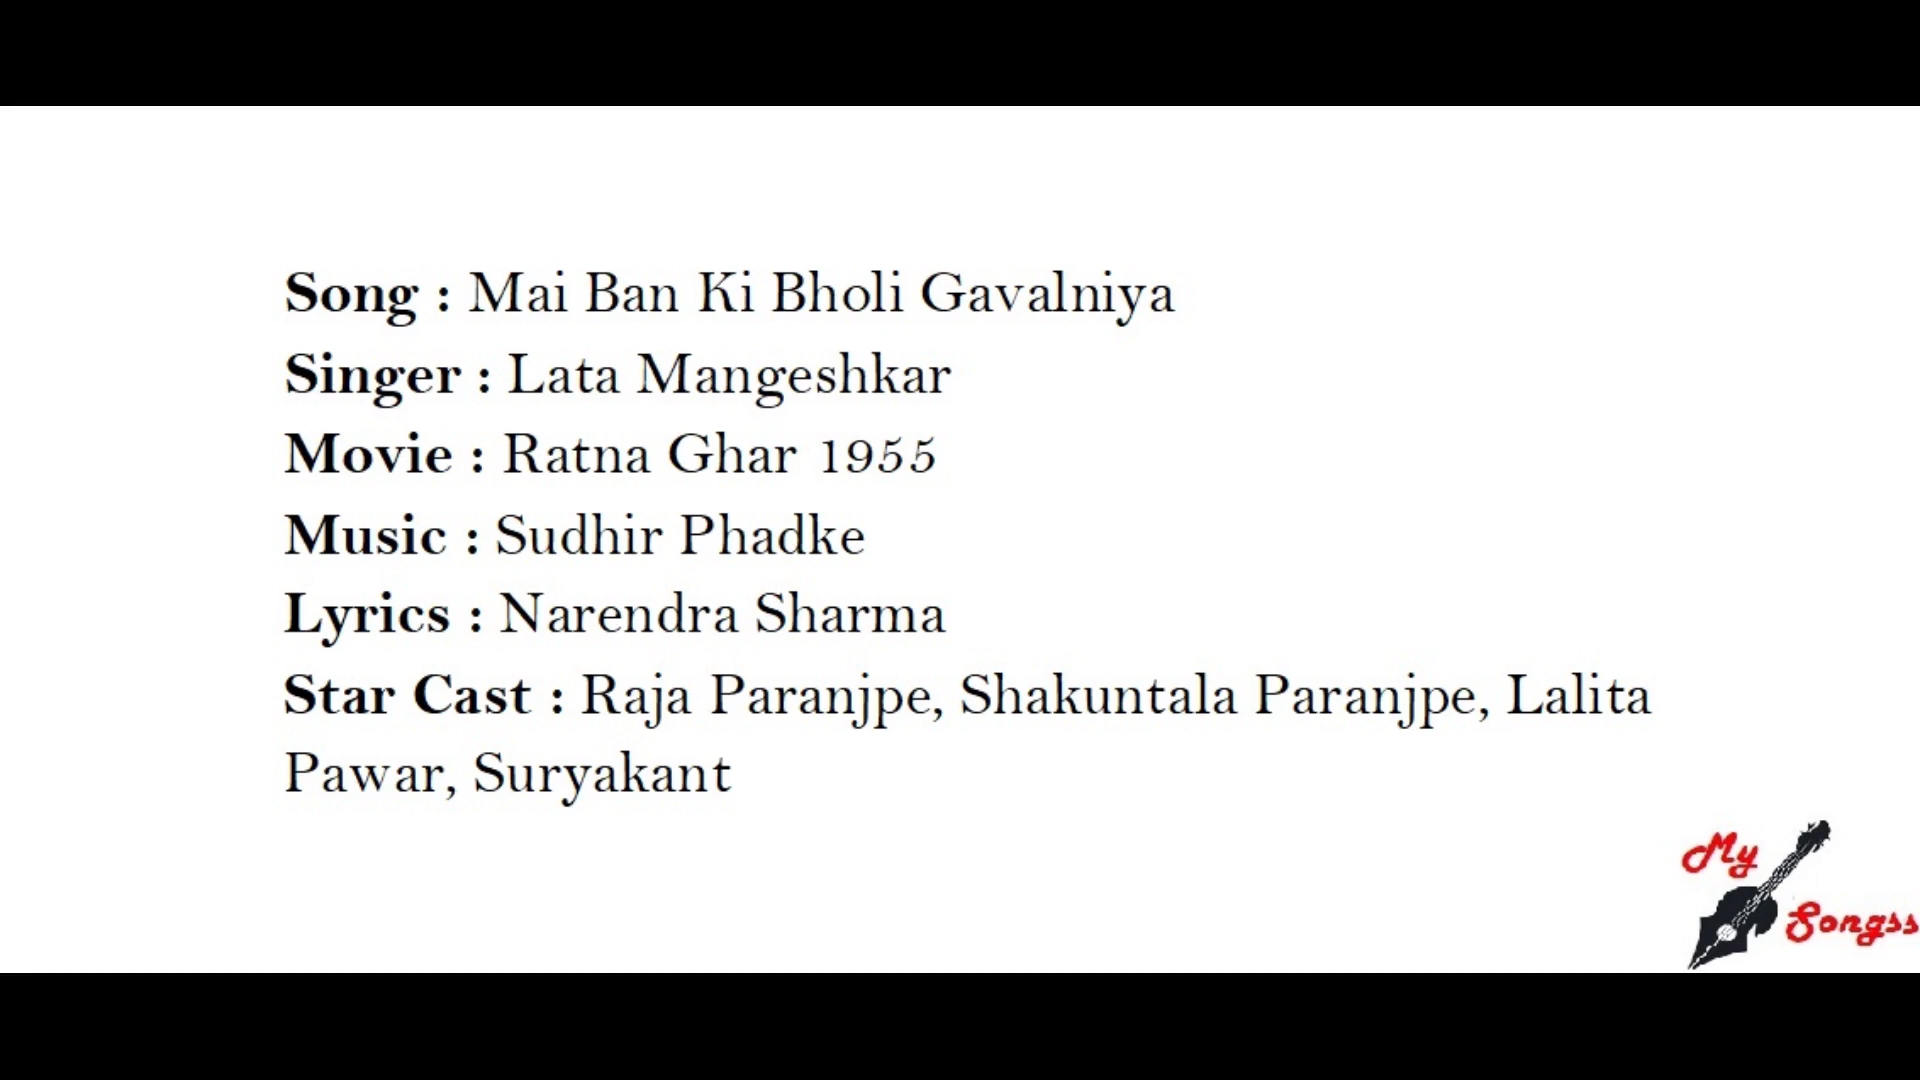 Song : Mai Ban Ki Bholi Gavalniya
Singer : Lata Mangeshkar
Movie : Ratna Ghar 1955
Music : Sudhir Phadke
Lyrics : Narendra Sharma
Star Cast : Raja Paranjpe, Shakuntala Paranjpe, Lalita
Pawar, Suryakant
My
Songss